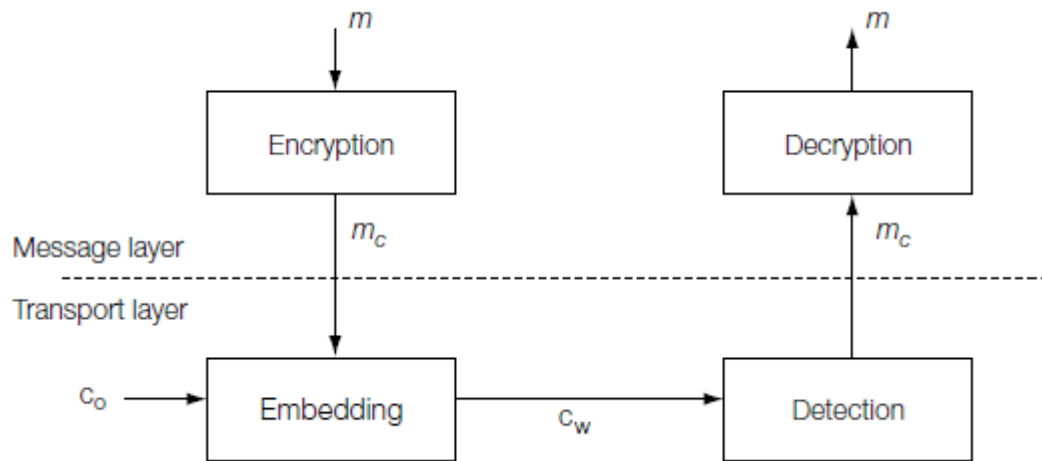 m
m
Encryption
Decryption
m_c
m_c
Message layer
Transport layer
c_o
Embedding
c_w
Detection